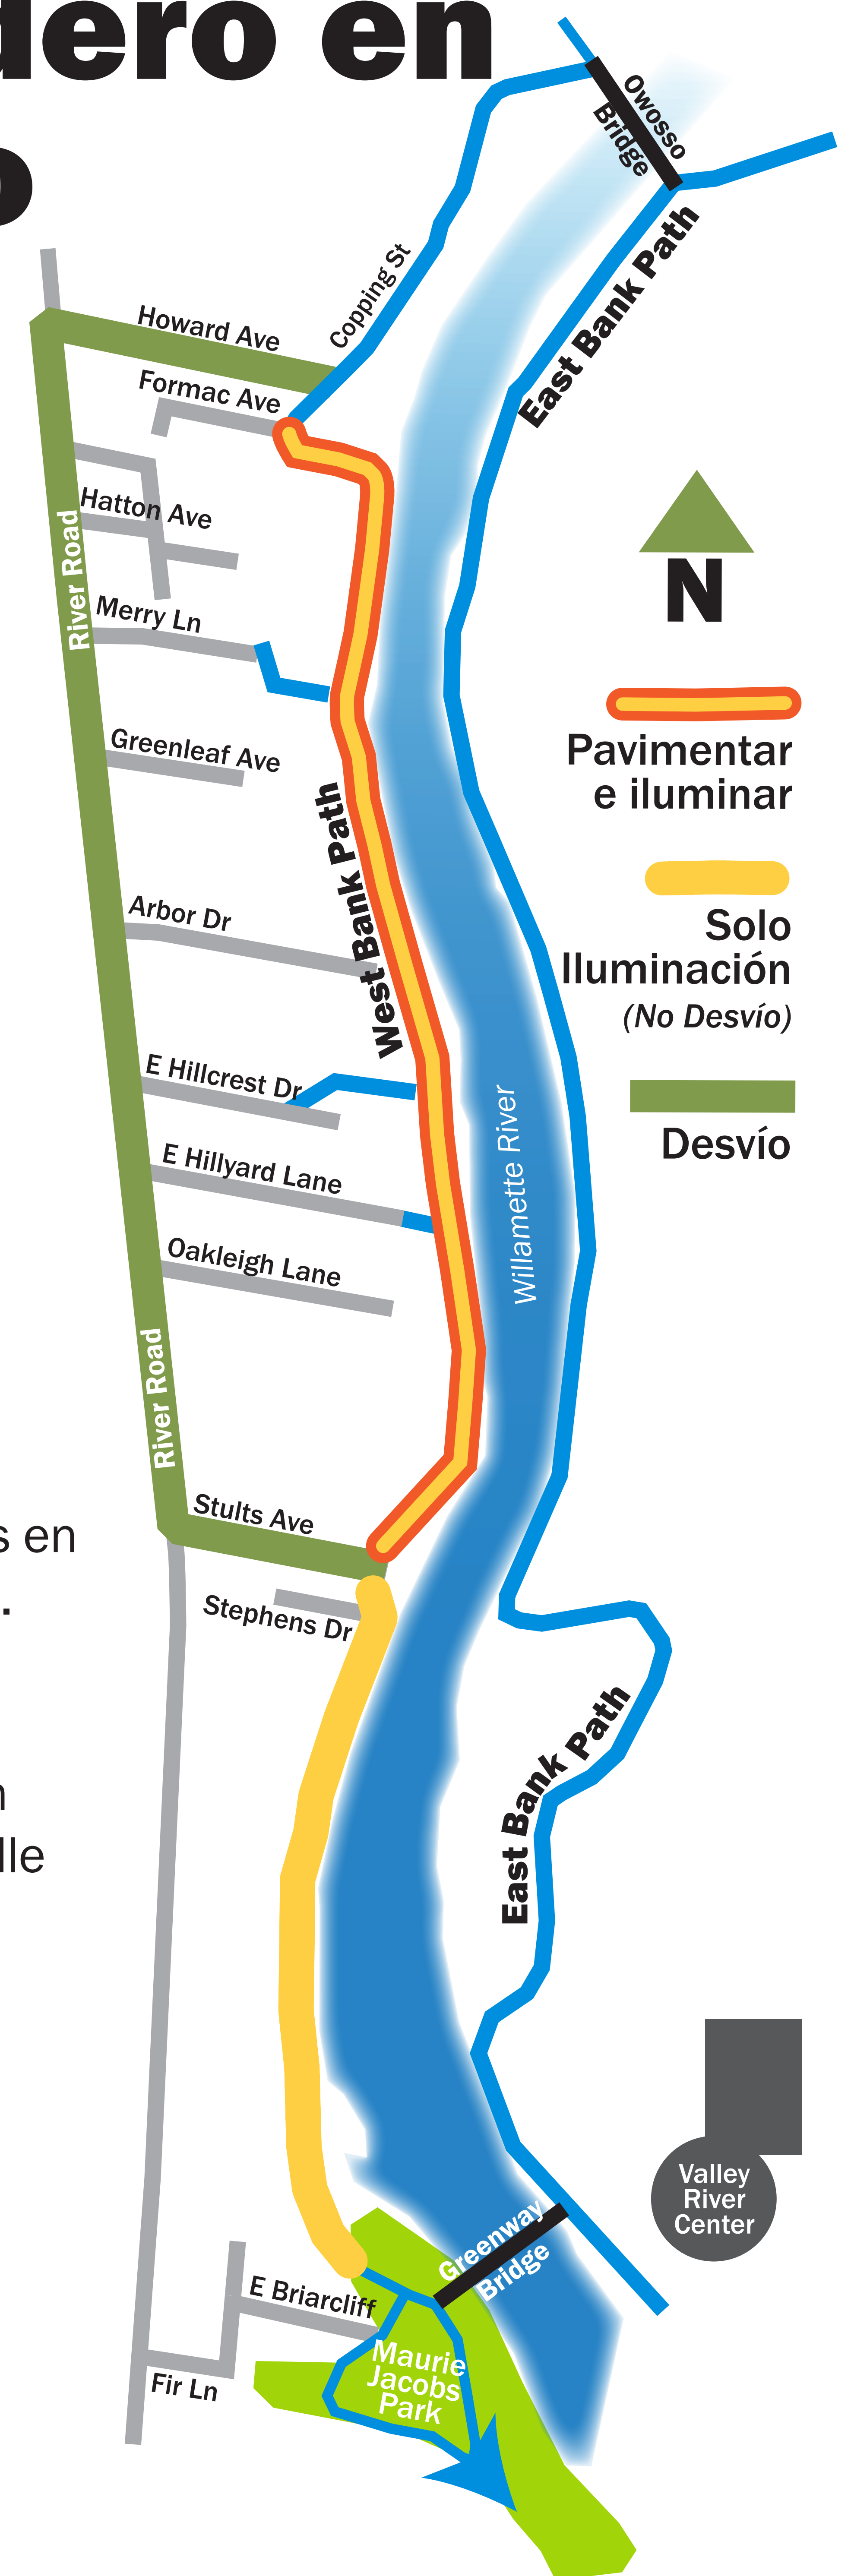 dero en
o
Owosso
Bridge
Copping St
East Bank Path
Howard Ave
Formac Ave
Hatton Ave
River Road
Merry Ln
Greenleaf Ave
West Bank Path
Arbor Dr
E Hillcrest Dr
E Hillyard Lane
Oakleigh Lane
Willamette River
N
Pavimentar
e iluminar
Solo
Iluminación
(No Desvío)
Desvío
River Road
Stults Ave
Stephens Dr
s en
.
n
lle
East Bank Path
Valley
River
Center
Greenway
Bridge
E Briarcliff
Fir Ln
Maurie
Jacobs
Park